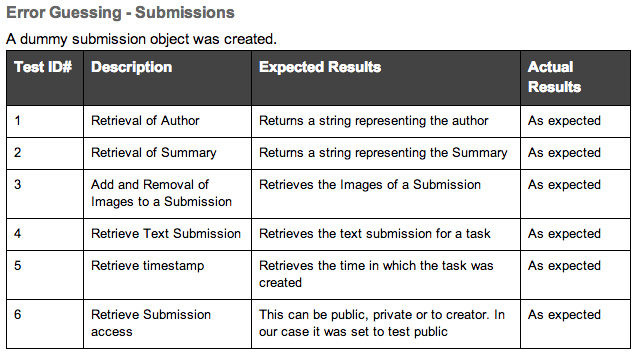 Error Guessing - Submissions
A dummy submission object was created.
Test ID# Description Expected Results Actual
Results
1 Retrieval of Author Returns a string representing the author As expected
2 Retrieval of Summary Returns a string representing the Summary As expected
3 Add and Removal of Retrieves the Images of a Submission As expected
Images to a Submission
4 Retrieve Text Submission Retrieves the text submission for a task As expected
5 Retrieve timestamp Retrieves the time in which the task was As expected
created
6 Retrieve Submission This can be public, private or to creator. In As expected
access our case it was set to test public